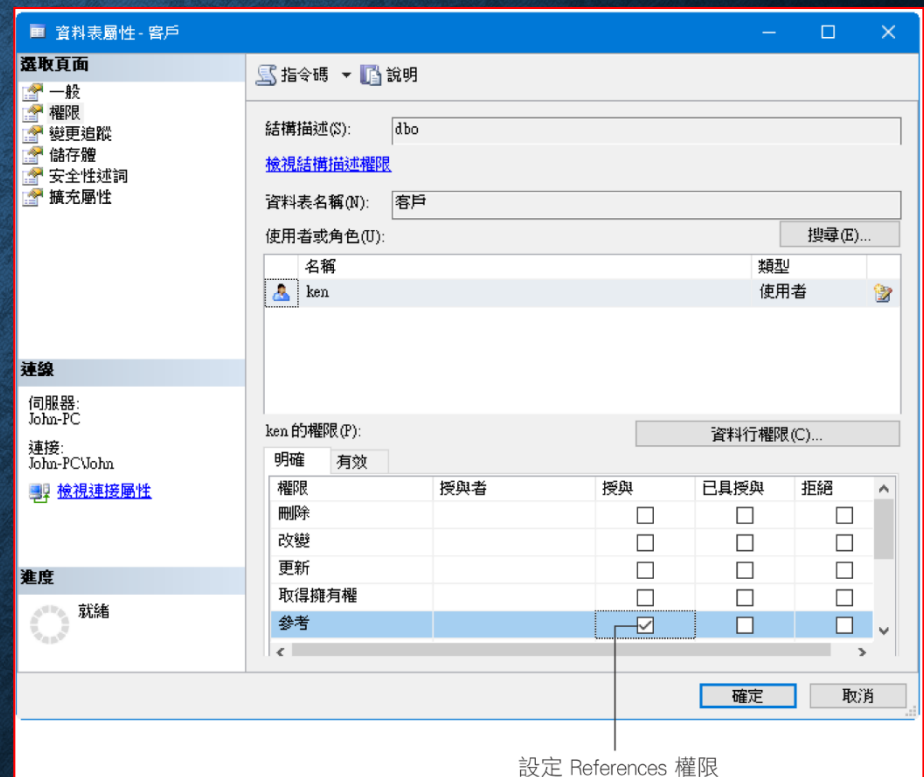 資料表屬性 - 客戶
選取頁面
一般
權限
變更追蹤
儲存體
安全性述詞
擴充屬性
連線
伺服器:
John-PC
連接:
John-PC\John
檢視連接屬性
進度
就緒
指令碼 說明
結構描述(S): dbo
檢視結構描述權限
資料表名稱(N): 客戶
使用者或角色(U): 搜尋(E)...
名稱 類型
ken 使用者
ken 的權限(P): 資料行權限(C)...
明確 有效
權限 授與者 授與 已具授與 拒絕
刪除
改變
更新
取得擁有權
參考
確定 取消
設定 References 權限